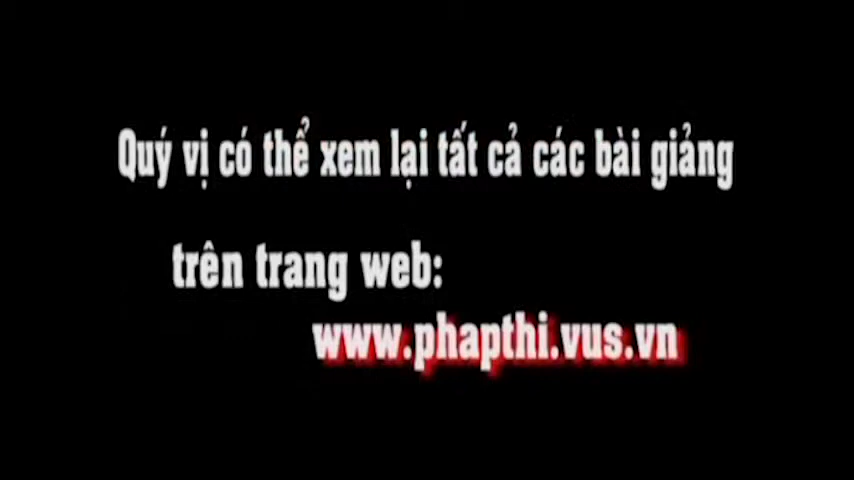 Quý vị có thể xem lại tất cả các bài giảng
trên trang web:
www.phapthi.vus.vn